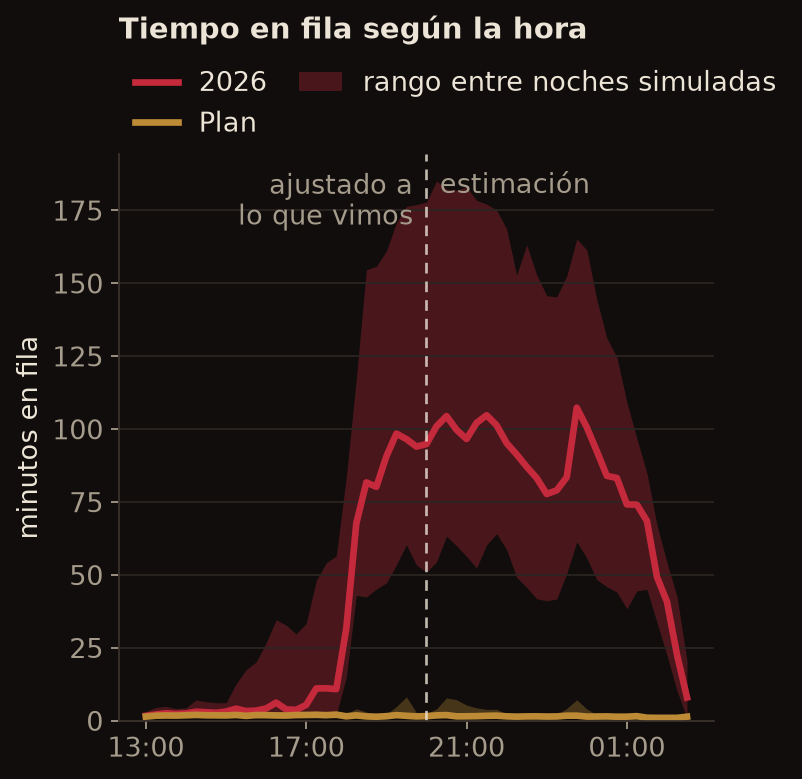 Tiempo en fila según la hora
2026
rango entre noches simuladas
Plan
ajustado a
lo que vimos
estimación
minutos en fila
175
150
125
100
75
50
25
0
13:00
17:00
21:00
01:00